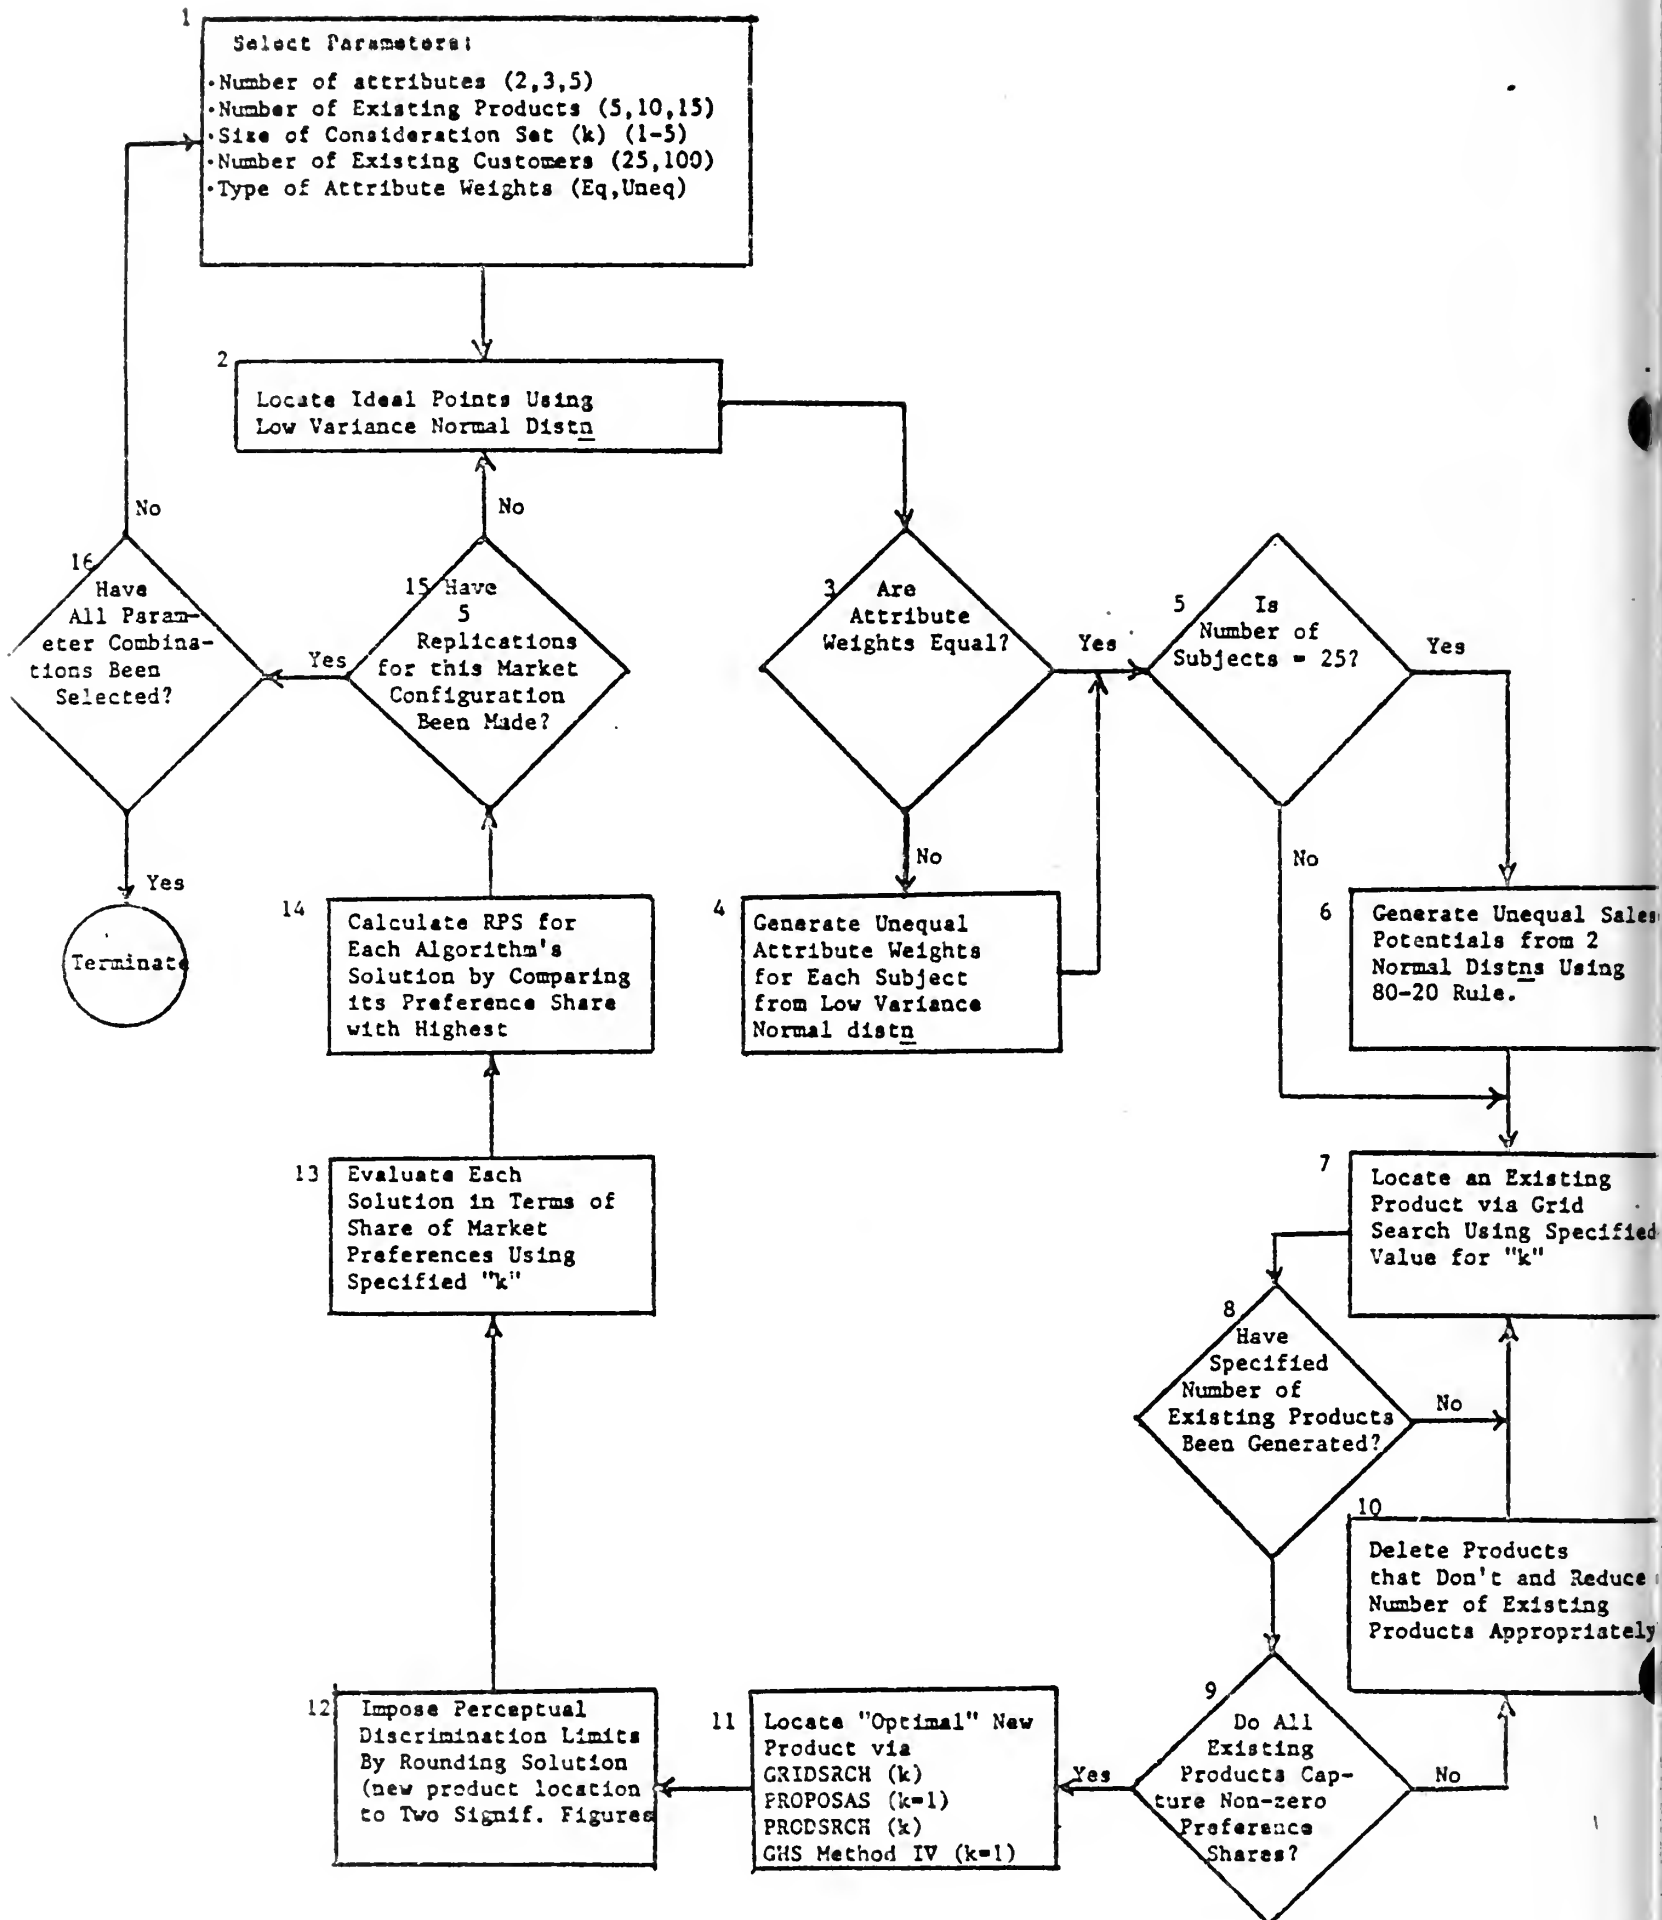 1
Select Parameters:
·Number of attributes (2,3,5)
·Number of Existing Products (5,10,15)
·Size of Consideration Set (k) (1-5)
·Number of Existing Customers (25,100)
·Type of Attribute Weights (Eq,Uneq)
2
Locate Ideal Points Using
Low Variance Normal Distn
No
No
16
Have
All Param-
eter Combina-
tions Been
Selected?
Yes
15 Have
5
Replications
for this Market
Configuration
Been Made?
3
Are
Attribute
Weights Equal?
Yes
5
Is
Number of
Subjects = 25?
Yes
No
No
Yes
Terminate
14
Calculate RPS for
Each Algorithm's
Solution by Comparing
its Preference Share
with Highest
4
Generate Unequal
Attribute Weights
for Each Subject
from Low Variance
Normal distn
6
Generate Unequal Sales
Potentials from 2
Normal Distns Using
80-20 Rule.
13
Evaluate Each
Solution in Terms of
Share of Market
Preferences Using
Specified "k"
7
Locate an Existing
Product via Grid
Search Using Specified
Value for "k"
8
Have
Specified
Number of
Existing Products
Been Generated?
No
10
Delete Products
that Don't and Reduce
Number of Existing
Products Appropriately
12
Impose Perceptual
Discrimination Limits
By Rounding Solution
(new product location
to Two Signif. Figures
11
Locate "Optimal" New
Product via
GRIDSRCH (k)
PROPOSAS (k=1)
PRODSRCH (k)
GHS Method IV (k=1)
Yes
9
Do All
Existing
Products Cap-
ture Non-zero
Preference
Shares?
No